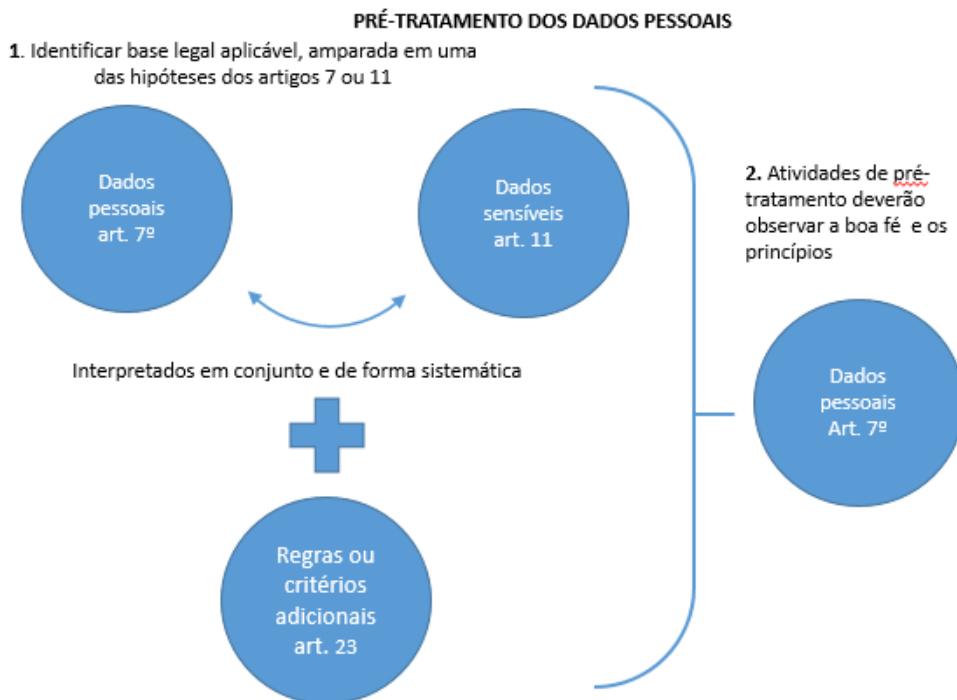 PRÉ-TRATAMENTO DOS DADOS PESSOAIS
1. Identificar base legal aplicável, amparada em uma
das hipóteses dos artigos 7 ou 11
Dados
pessoais
art. 7º
Dados
sensíveis
art. 11
Interpretados em conjunto e de forma sistemática
Regras ou
critérios
adicionais
art. 23
2. Atividades de pré-
tratamento deverão
observar a boa fé e os
princípios
Dados
pessoais
Art. 7º